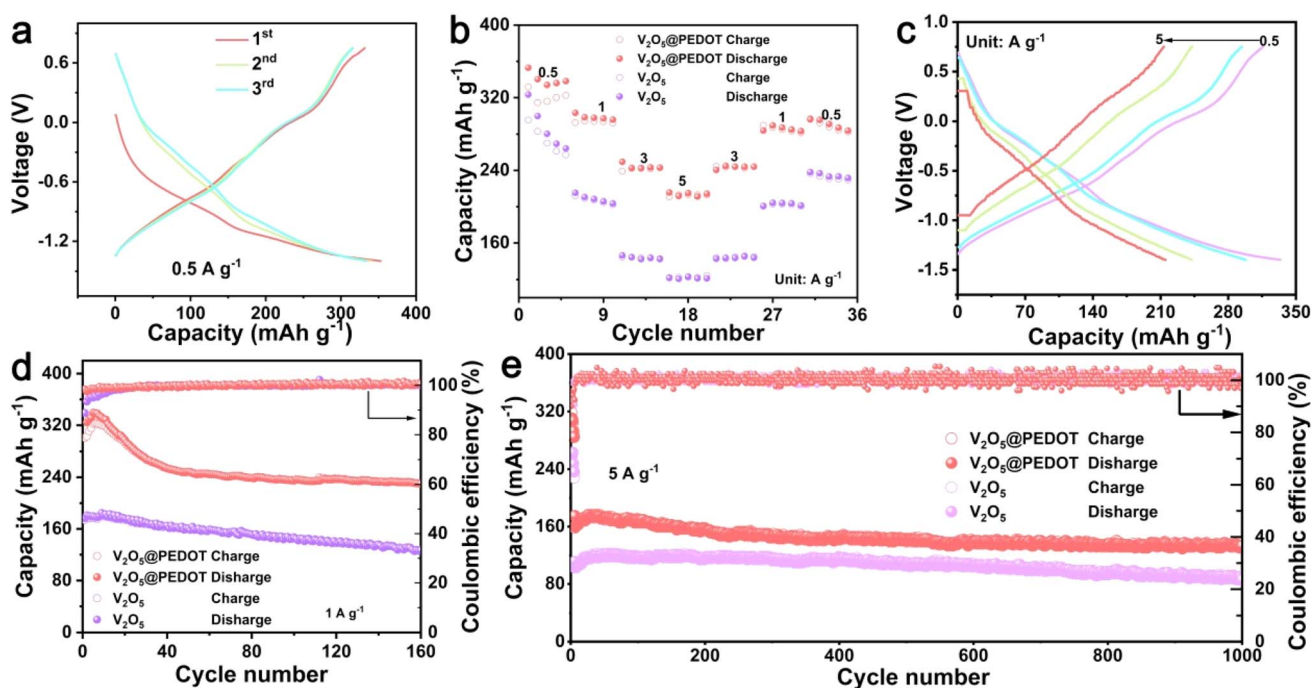 a
1st
2nd
3rd
0.5 A g-1
Voltage (V)
0.6
0.0
-0.6
-1.2
0 100 200 300 400
Capacity (mAh g-1)
b
V2O5@PEDOT Charge
V2O5@PEDOT Discharge
V2O5 Charge
V2O5 Discharge
0.5
1
3
5
3
1
0.5
Unit: A g-1
Capacity (mAh g-1)
400
320
240
160
0 9 18 27 36
Cycle number
c
Unit: A g-1
5
0.5
Voltage (V)
1.0
0.5
0.0
-0.5
-1.0
-1.5
0 70 140 210 280 350
Capacity (mAh g-1)
d
V2O5@PEDOT Charge
V2O5@PEDOT Disharge
V2O5 Charge
V2O5 Disharge
1 A g-1
Capacity (mAh g-1)
400
320
240
160
80
0
Coulombic efficiency (%)
100
80
60
40
20
0
0 40 80 120 160
Cycle number
e
5 A g-1
V2O5@PEDOT Charge
V2O5@PEDOT Disharge
V2O5 Charge
V2O5 Disharge
Capacity (mAh g-1)
400
320
240
160
80
0
Coulombic efficiency (%)
100
80
60
40
20
0
0 200 400 600 800 1000
Cycle number